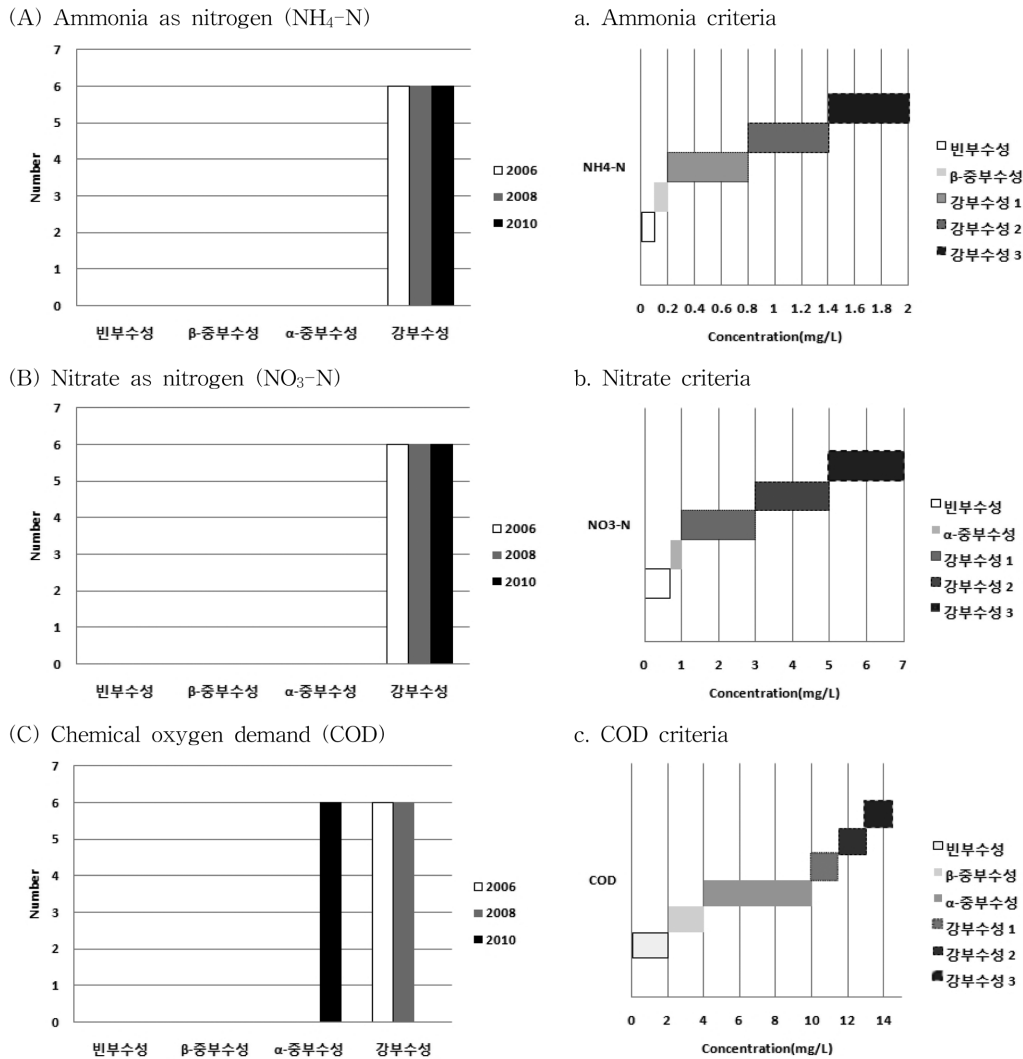 (A) Ammonia as nitrogen (NH₄-N)
7
6
5
4
3
2
1
0
Number
빈부수성 β-중부수성 α-중부수성 강부수성
2006
2008
2010
a. Ammonia criteria
NH4-N
0 0.2 0.4 0.6 0.8 1 1.2 1.4 1.6 1.8 2
Concentration(mg/L)
빈부수성
β-중부수성
강부수성 1
강부수성 2
강부수성 3
(B) Nitrate as nitrogen (NO₃-N)
7
6
5
4
3
2
1
0
Number
빈부수성 β-중부수성 α-중부수성 강부수성
2006
2008
2010
b. Nitrate criteria
NO3-N
0 1 2 3 4 5 6 7
Concentration(mg/L)
빈부수성
α-중부수성
강부수성 1
강부수성 2
강부수성 3
(C) Chemical oxygen demand (COD)
7
6
5
4
3
2
1
0
Number
빈부수성 β-중부수성 α-중부수성 강부수성
2006
2008
2010
c. COD criteria
COD
0 2 4 6 8 10 12 14
Concentration(mg/L)
빈부수성
β-중부수성
α-중부수성
강부수성 1
강부수성 2
강부수성 3